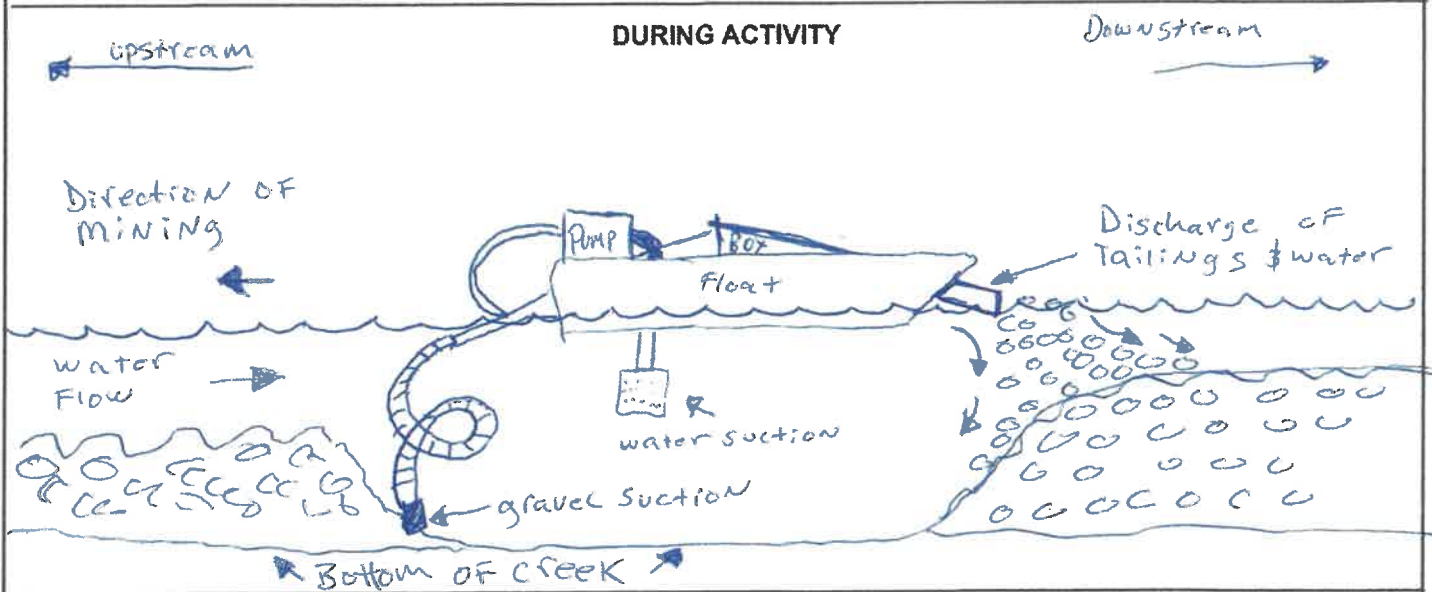 DURING ACTIVITY
upstream
Downstream
Direction of
Mining
PUMP
BOX
Float
Discharge of
Tailings & water
water
Flow
water suction
gravel suction
Bottom of creek